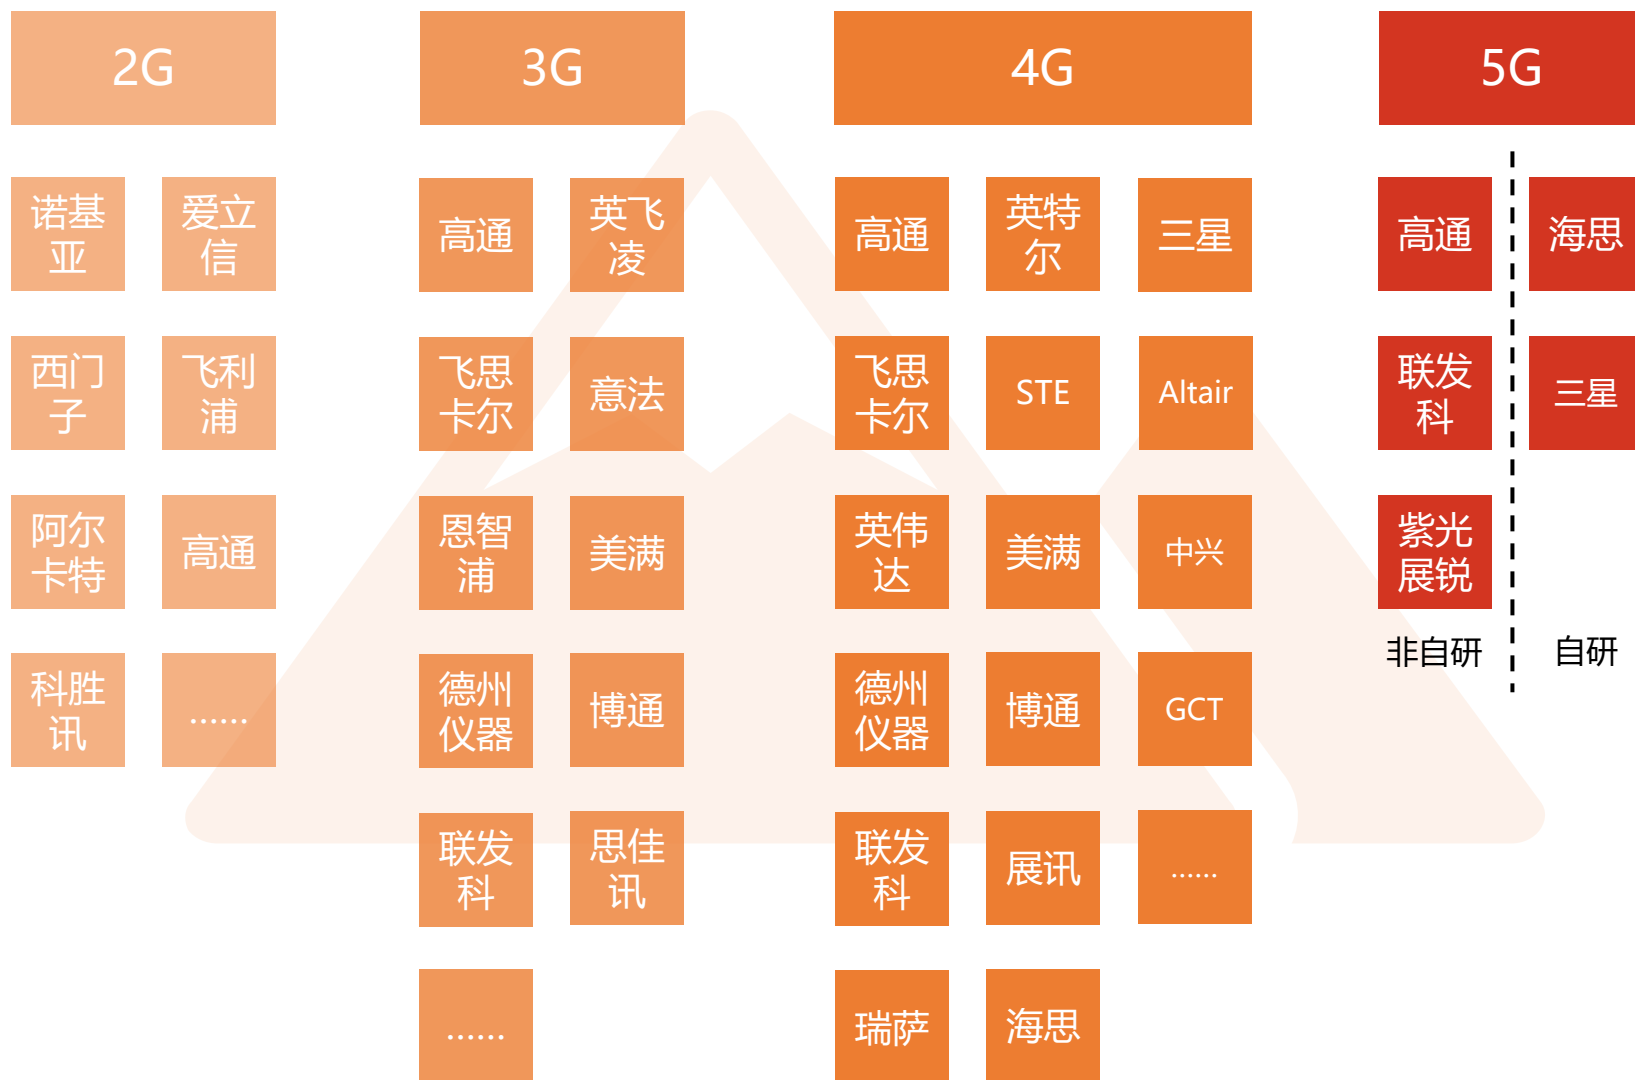 2G
诺基
亚
爱立
信
西门
子
飞利
浦
阿尔
卡特
高通
科胜
讯
......
3G
高通
英飞
凌
飞思
卡尔
意法
恩智
浦
美满
德州
仪器
博通
联发
科
思佳
讯
......
4G
高通
英特
尔
三星
飞思
卡尔
STE
Altair
英伟
达
美满
中兴
德州
仪器
博通
GCT
联发
科
展讯
......
瑞萨
海思
5G
高通
海思
联发
科
三星
紫光
展锐
非自研
自研